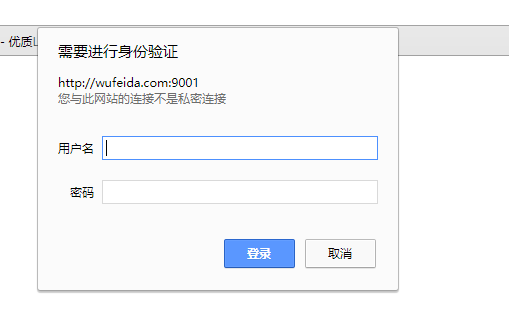 - 优质
需要进行身份验证
http://wufeida.com:9001
您与此网站的连接不是私密连接
用户名
密码
登录
取消